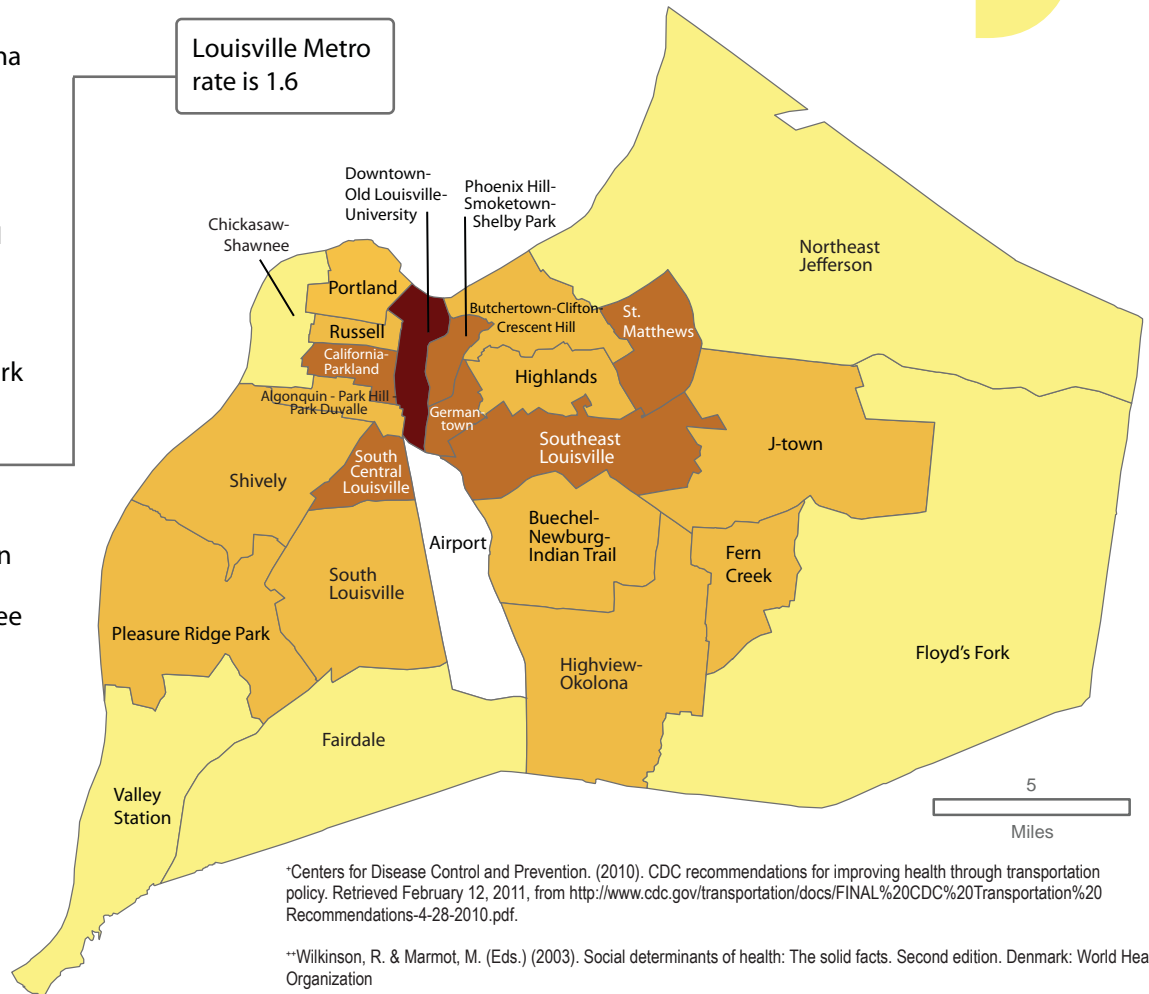 na
Louisville Metro
rate is 1.6
rk
n
ee
Downtown-
Old Louisville-
University
Phoenix Hill-
Smoketown-
Shelby Park
Chickasaw-
Shawnee
Northeast
Jefferson
Portland
Butchertown-Clifton-
Crescent Hill
St.
Matthews
Russell
California-
Parkland
Highlands
Algonquin - Park Hill -
Park Duvalle
German-
town
Southeast
Louisville
J-town
South
Central
Louisville
Shively
Buechel-
Newburg-
Indian Trail
Airport
Fern
Creek
South
Louisville
Pleasure Ridge Park
Highview-
Okolona
Floyd's Fork
Fairdale
Valley
Station
5
Miles
+Centers for Disease Control and Prevention. (2010). CDC recommendations for improving health through transportation
policy. Retrieved February 12, 2011, from http://www.cdc.gov/transportation/docs/FINAL%20CDC%20Transportation%20
Recommendations-4-28-2010.pdf.
++Wilkinson, R. & Marmot, M. (Eds.) (2003). Social determinants of health: The solid facts. Second edition. Denmark: World Hea
Organization